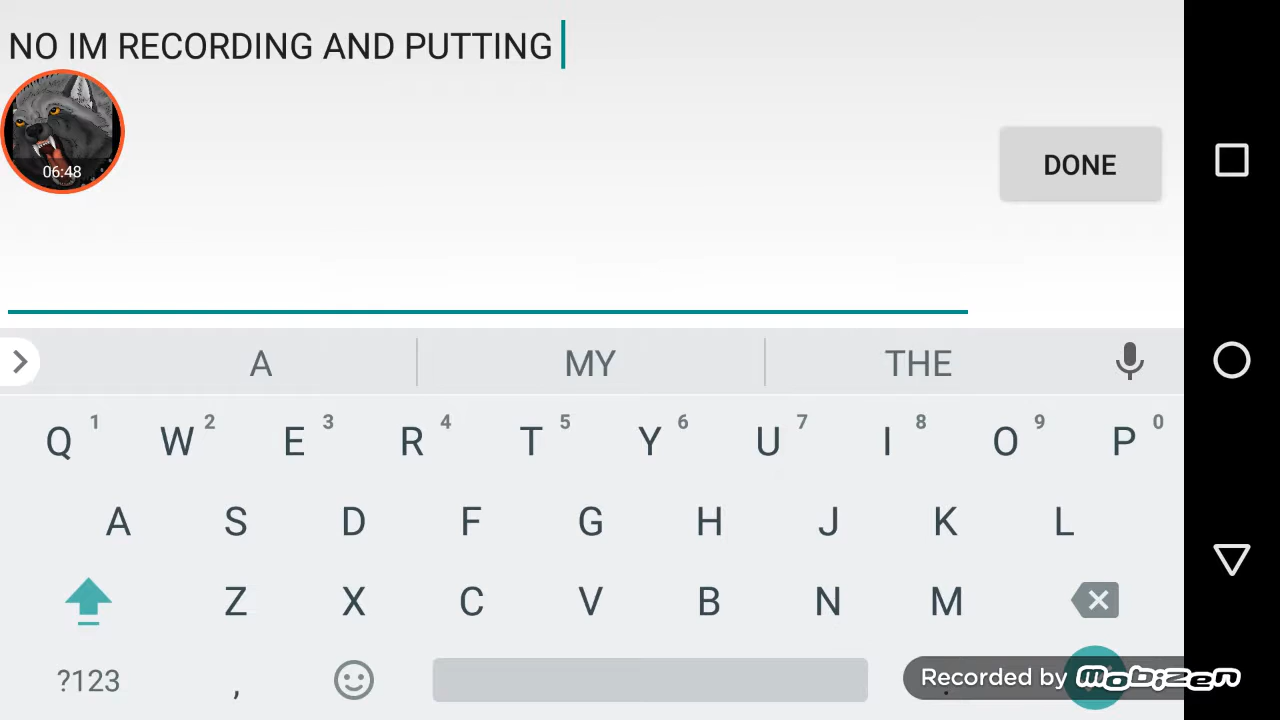 NO IM RECORDING AND PUTTING
06:48
DONE
A MY THE
Q 1 W 2 E 3 R 4 T 5 Y 6 U 7 I 8 O 9 P 0
A S D F G H J K L
Z X C V B N M
?123 , .
Recorded by mobizen